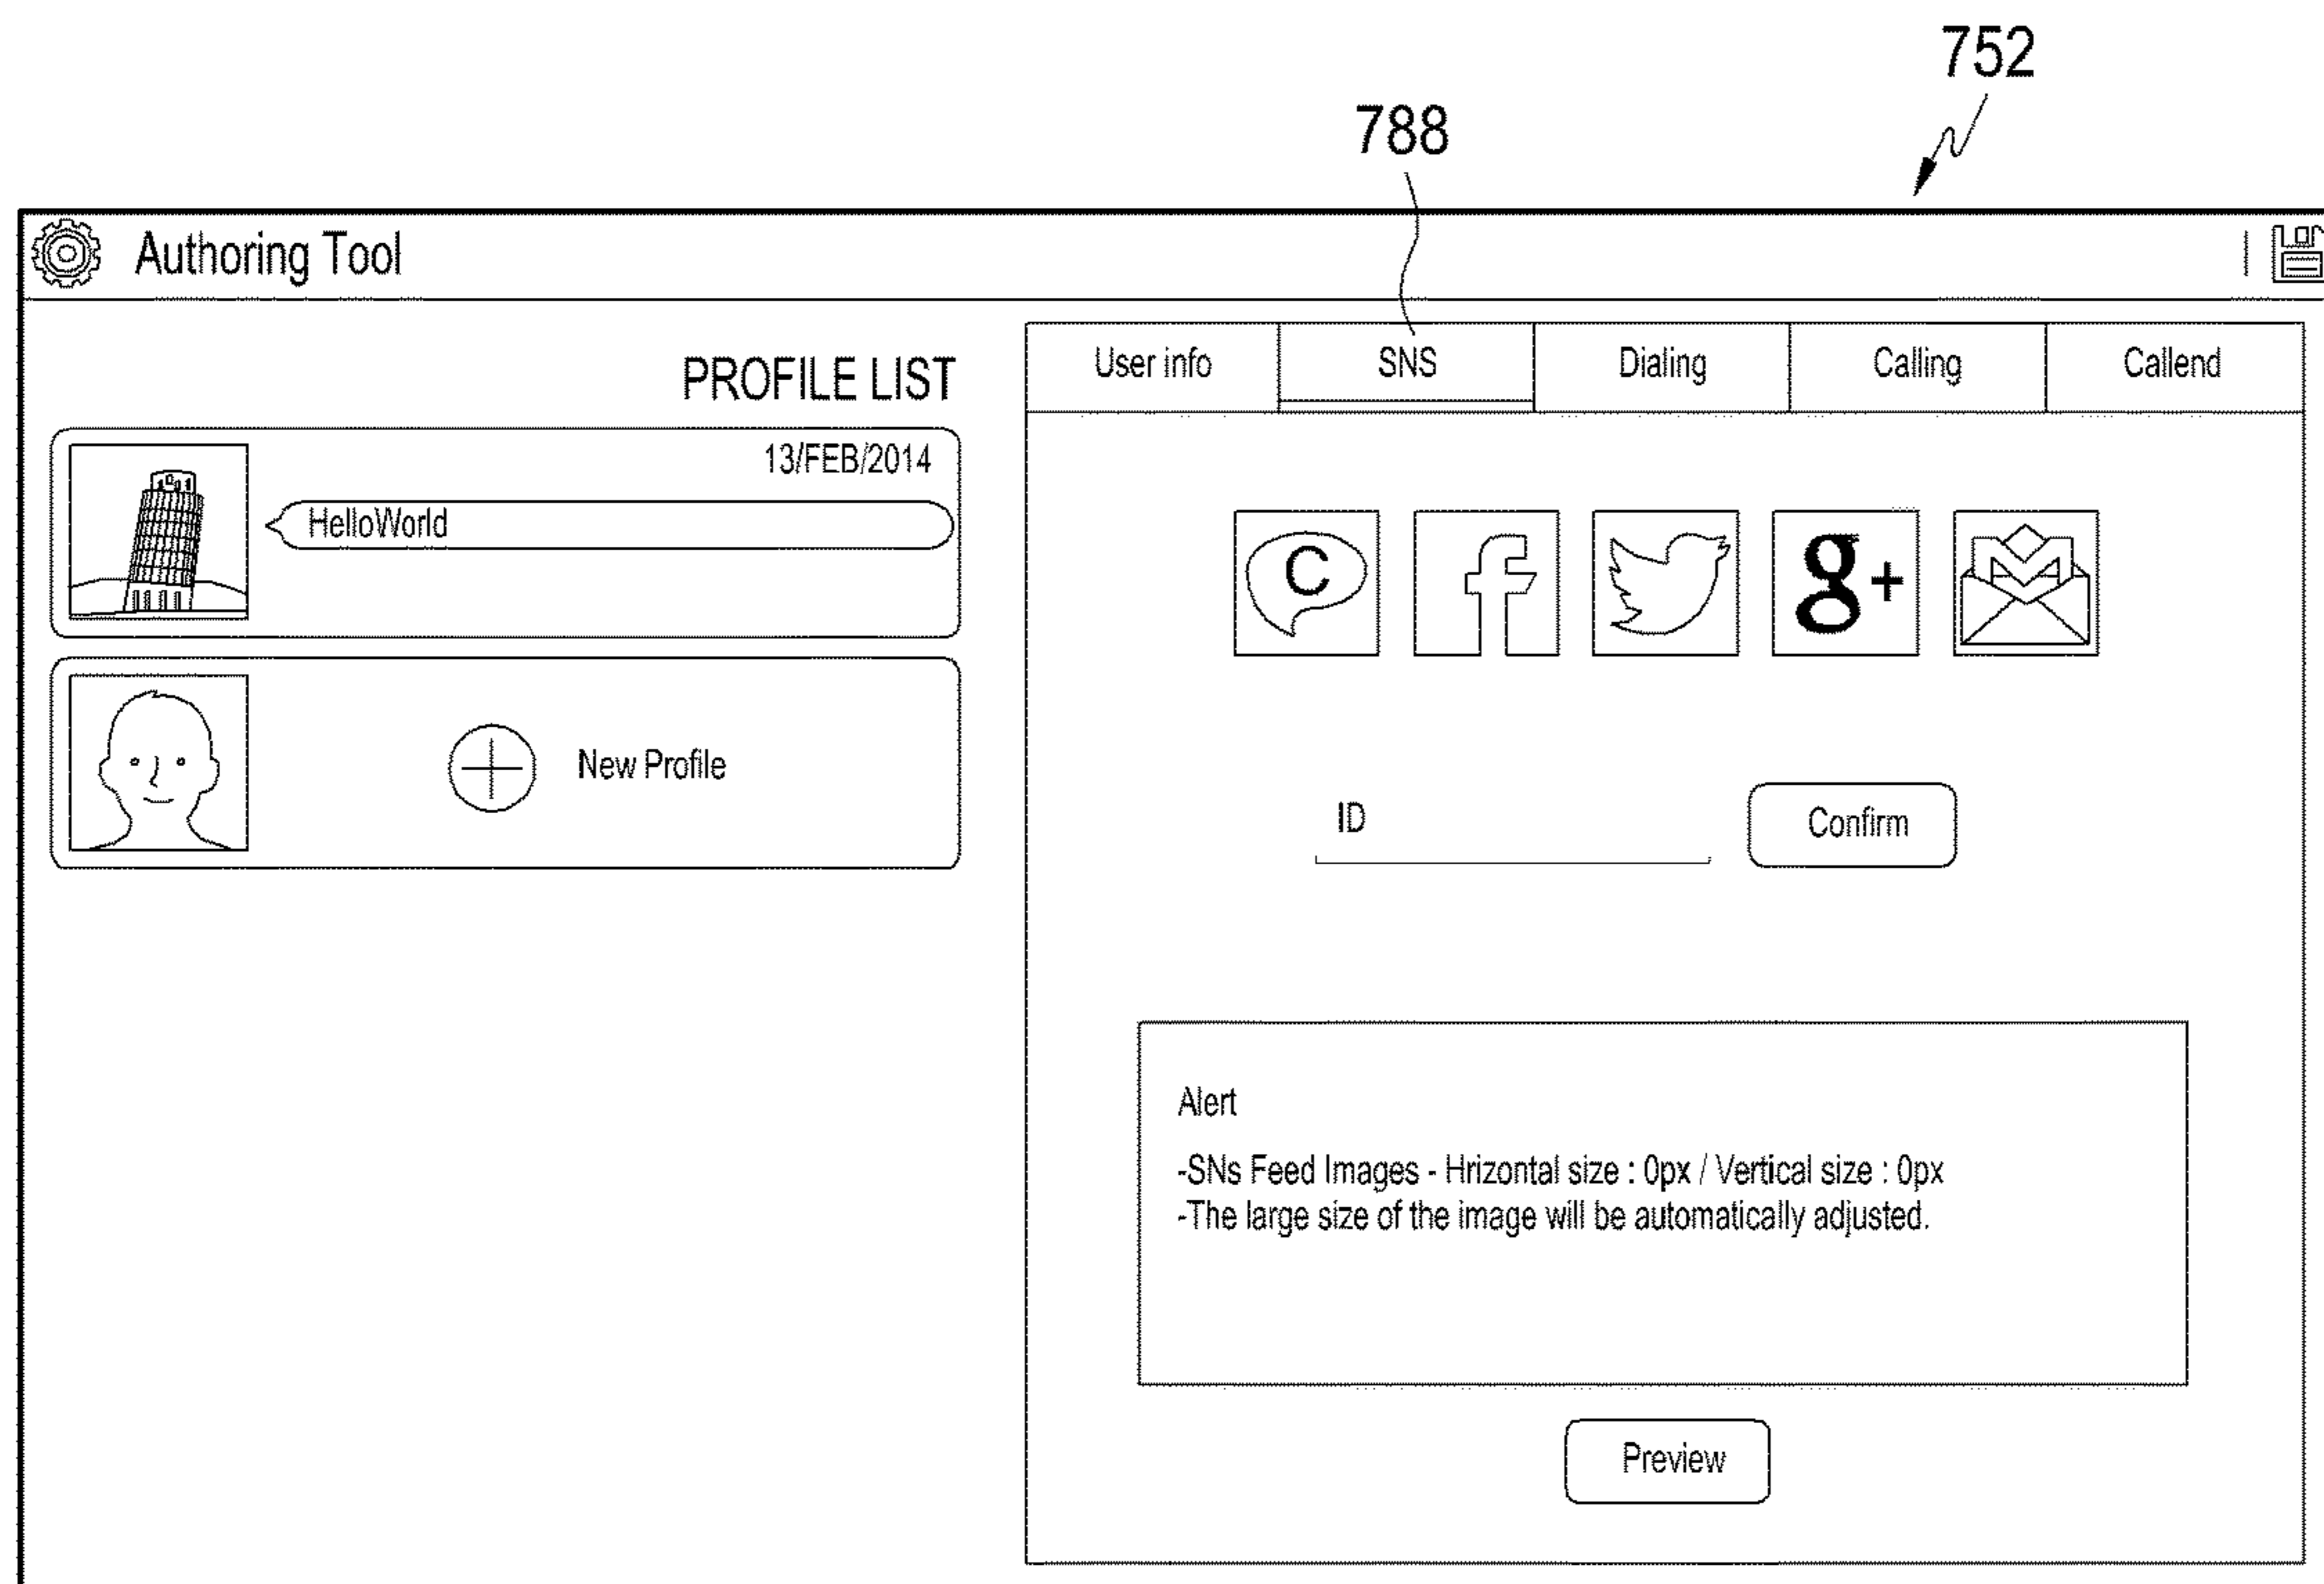 752
788
Authoring Tool
PROFILE LIST
13/FEB/2014
HelloWorld
New Profile
User info SNS Dialing Calling Callend
C f g+ M
ID Confirm
Alert
-SNs Feed Images - Hrizontal size : 0px / Vertical size : 0px
-The large size of the image will be automatically adjusted.
Preview